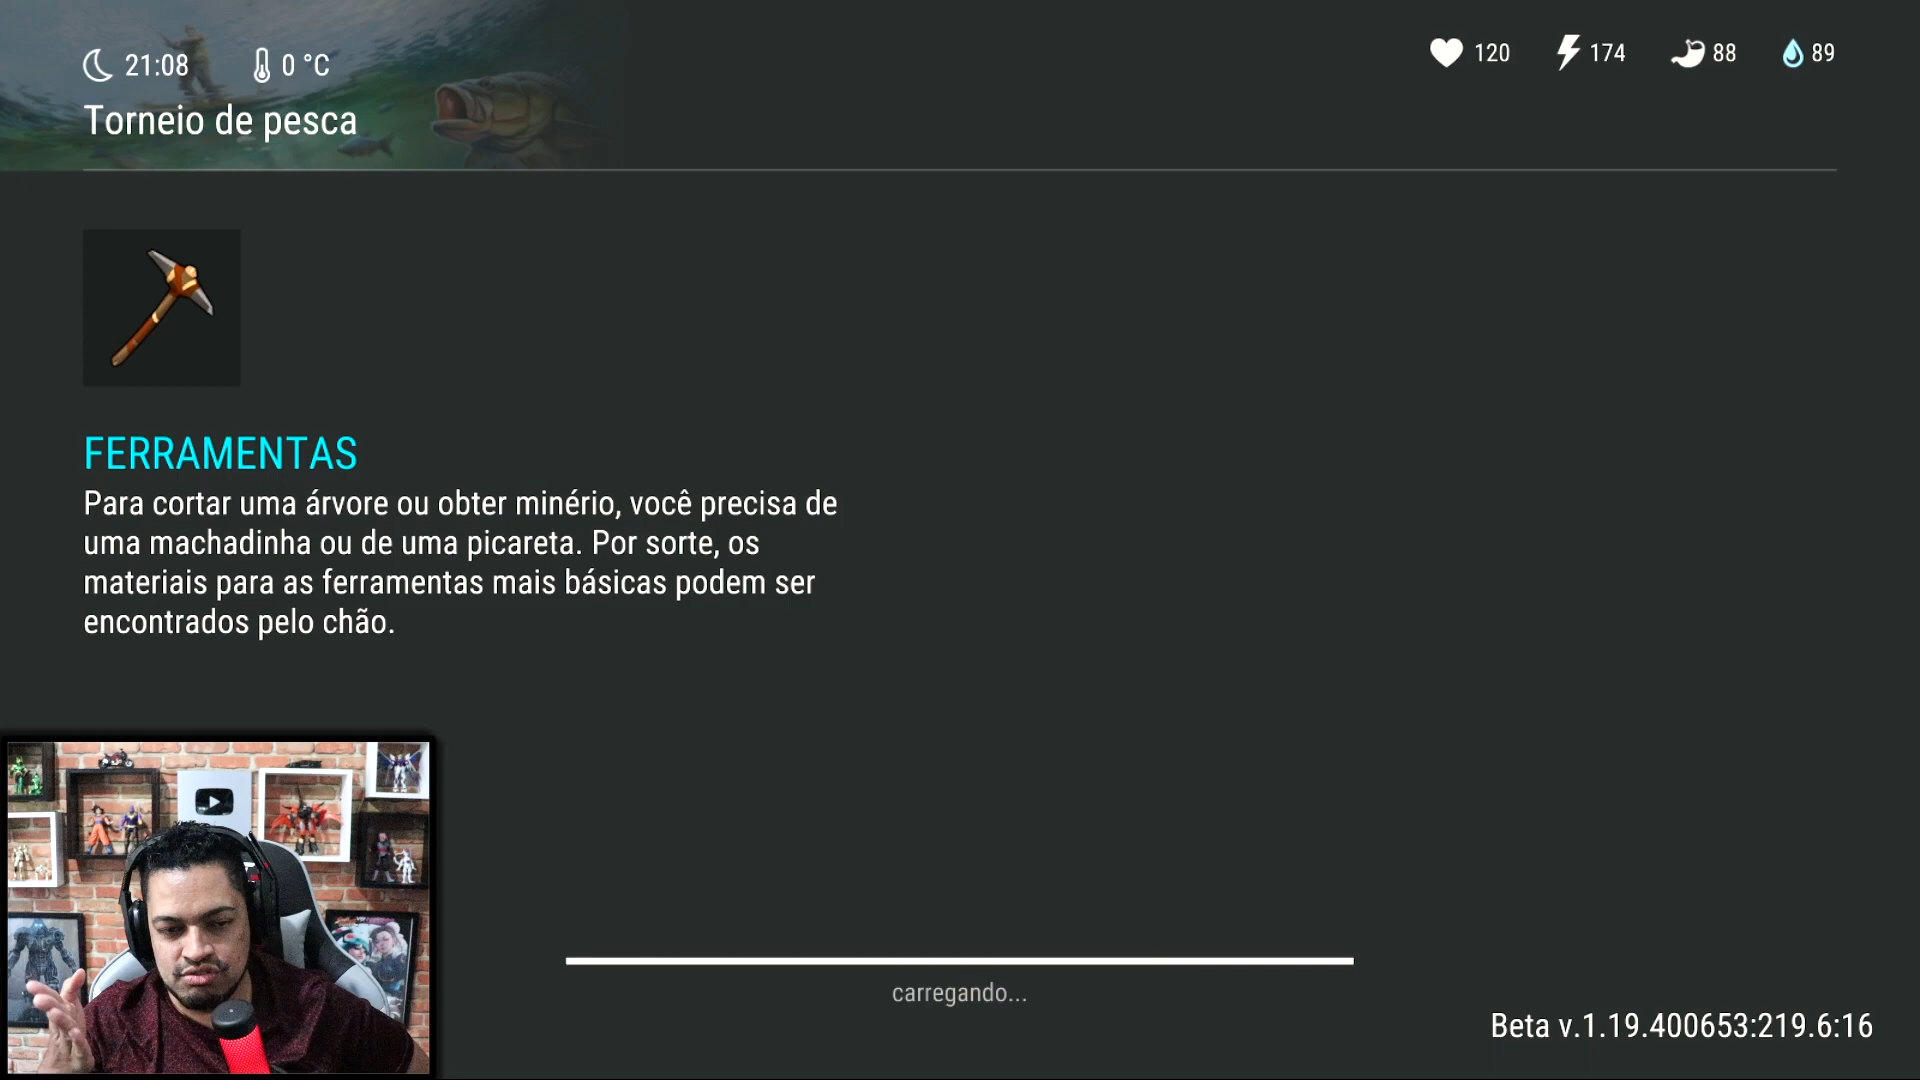 21:08
0 °C
120
174
88
89
Torneio de pesca
FERRAMENTAS
Para cortar uma árvore ou obter minério, você precisa de
uma machadinha ou de uma picareta. Por sorte, os
materiais para as ferramentas mais básicas podem ser
encontrados pelo chão.
carregando...
Beta v.1.19.400653:219.6:16